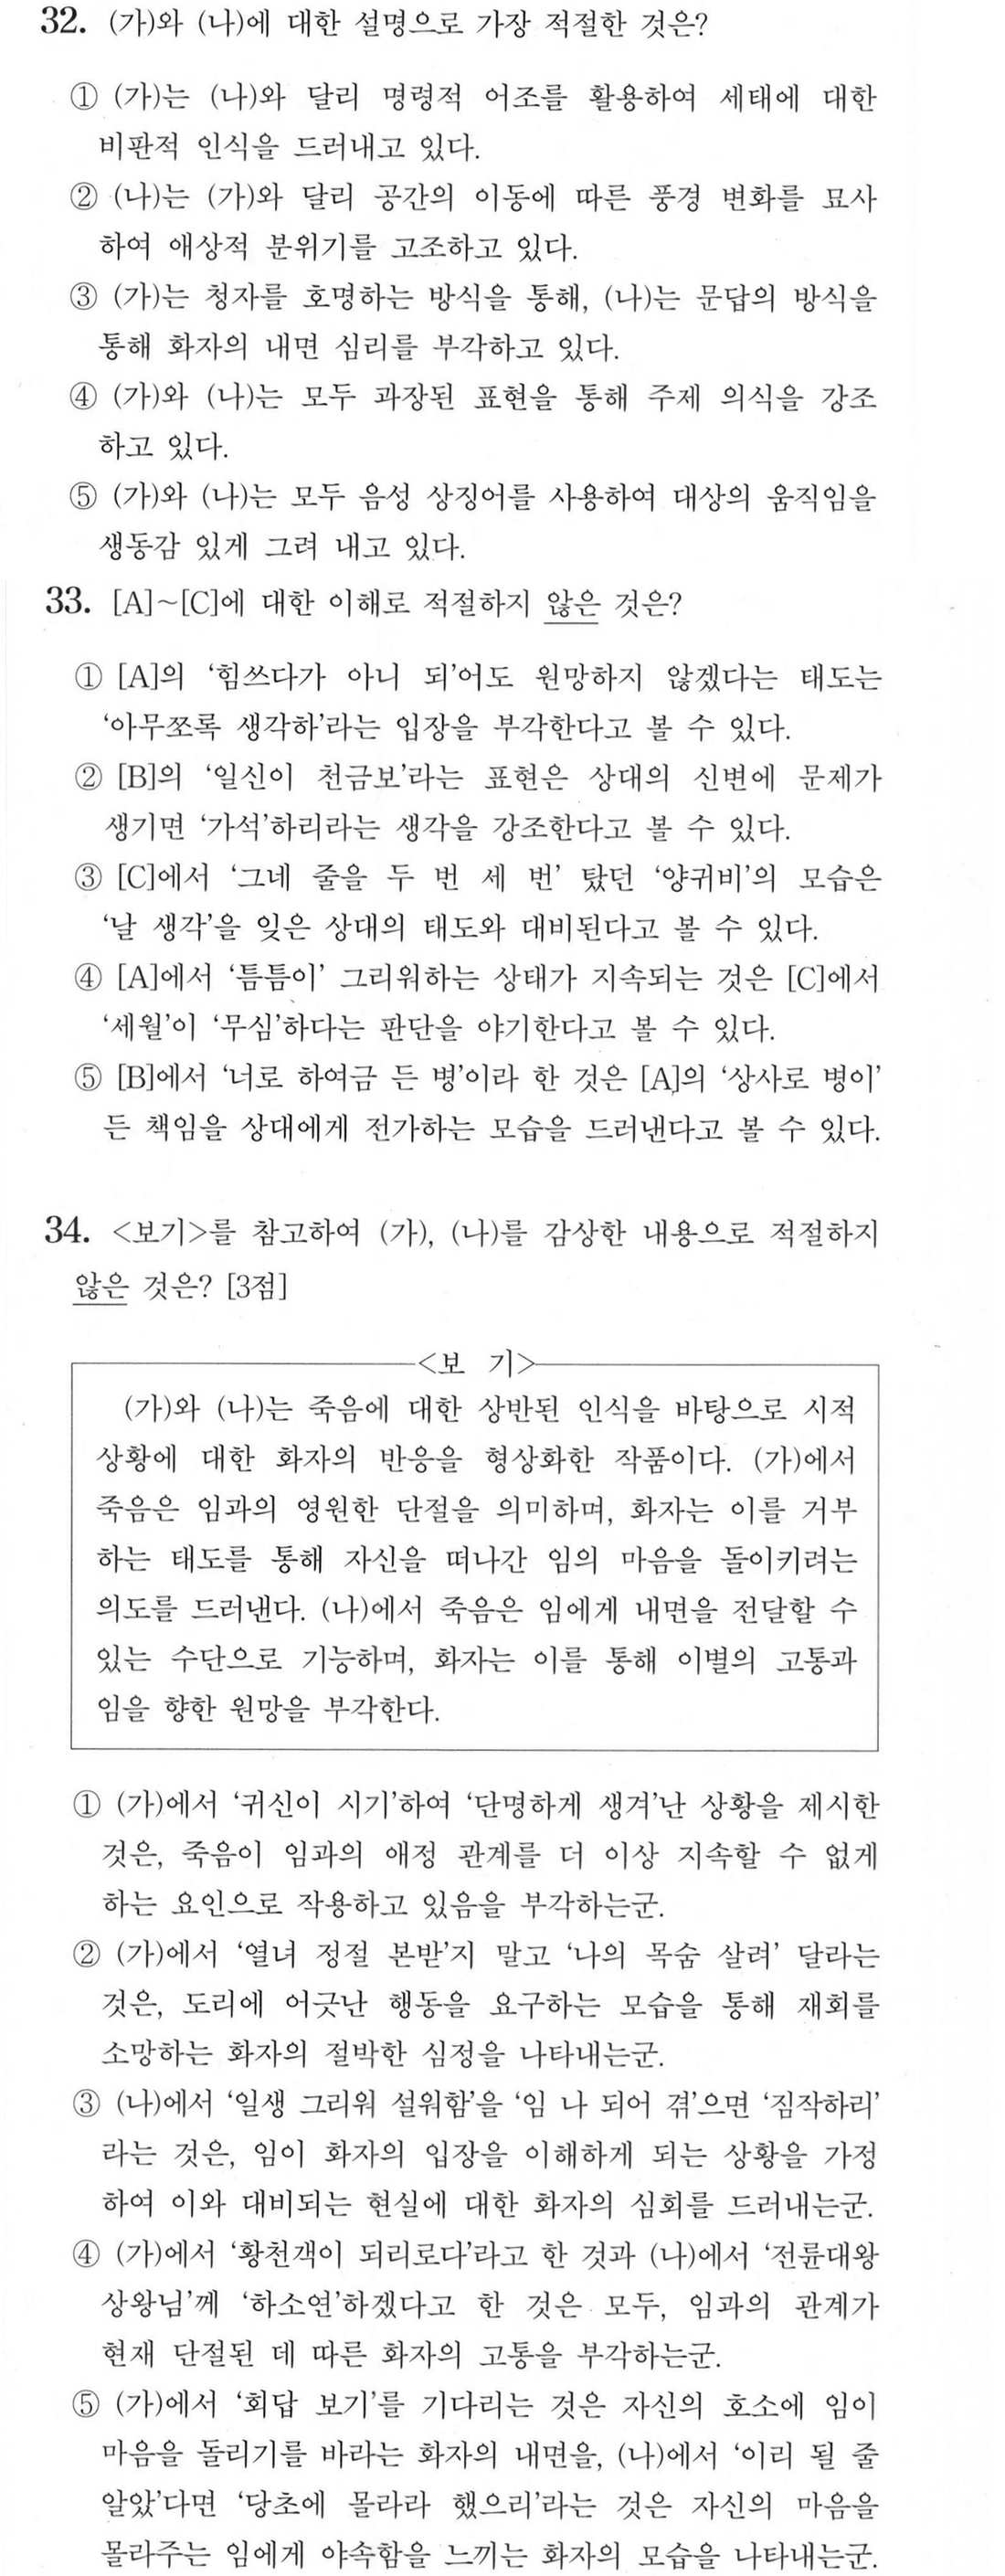 32. (가)와 (나)에 대한 설명으로 가장 적절한 것은?
① (가)는 (나)와 달리 명령적 어조를 활용하여 세태에 대한
비판적 인식을 드러내고 있다.
② (나)는 (가)와 달리 공간의 이동에 따른 풍경 변화를 묘사
하여 애상적 분위기를 고조하고 있다.
③ (가)는 청자를 호명하는 방식을 통해, (나)는 문답의 방식을
통해 화자의 내면 심리를 부각하고 있다.
④ (가)와 (나)는 모두 과장된 표현을 통해 주제 의식을 강조
하고 있다.
⑤ (가)와 (나)는 모두 음성 상징어를 사용하여 대상의 움직임을
생동감 있게 그려 내고 있다.
33. [A]~[C]에 대한 이해로 적절하지 않은 것은?
① [A]의 ‘힘쓰다가 아니 되’어도 원망하지 않겠다는 태도는
‘아무쪼록 생각하’라는 입장을 부각한다고 볼 수 있다.
② [B]의 ‘일신이 천금보’라는 표현은 상대의 신변에 문제가
생기면 ‘가석’하리라는 생각을 강조한다고 볼 수 있다.
③ [C]에서 ‘그네 줄을 두 번 세 번’ 탔던 ‘양귀비’의 모습은
‘날 생각’을 잊은 상대의 태도와 대비된다고 볼 수 있다.
④ [A]에서 ‘틈틈이’ 그리워하는 상태가 지속되는 것은 [C]에서
‘세월’이 ‘무심’하다는 판단을 야기한다고 볼 수 있다.
⑤ [B]에서 ‘너로 하여금 든 병’이라 한 것은 [A]의 ‘상사로 병이’
든 책임을 상대에게 전가하는 모습을 드러낸다고 볼 수 있다.
34. <보기>를 참고하여 (가), (나)를 감상한 내용으로 적절하지
않은 것은? [3점]
<보 기>
(가)와 (나)는 죽음에 대한 상반된 인식을 바탕으로 시적
상황에 대한 화자의 반응을 형상화한 작품이다. (가)에서
죽음은 임과의 영원한 단절을 의미하며, 화자는 이를 거부
하는 태도를 통해 자신을 떠나간 임의 마음을 돌이키려는
의도를 드러낸다. (나)에서 죽음은 임에게 내면을 전달할 수
있는 수단으로 기능하며, 화자는 이를 통해 이별의 고통과
임을 향한 원망을 부각한다.
① (가)에서 ‘귀신이 시기’하여 ‘단명하게 생겨’난 상황을 제시한
것은, 죽음이 임과의 애정 관계를 더 이상 지속할 수 없게
하는 요인으로 작용하고 있음을 부각하는군.
② (가)에서 ‘열녀 정절 본받’지 말고 ‘나의 목숨 살려’ 달라는
것은, 도리에 어긋난 행동을 요구하는 모습을 통해 재회를
소망하는 화자의 절박한 심정을 나타내는군.
③ (나)에서 ‘일생 그리워 설워함’을 ‘임 나 되어 겪’으면 ‘짐작하리’
라는 것은, 임이 화자의 입장을 이해하게 되는 상황을 가정
하여 이와 대비되는 현실에 대한 화자의 심회를 드러내는군.
④ (가)에서 ‘황천객이 되리로다’라고 한 것과 (나)에서 ‘전륜대왕
상왕님’께 ‘하소연’하겠다고 한 것은 모두, 임과의 관계가
현재 단절된 데 따른 화자의 고통을 부각하는군.
⑤ (가)에서 ‘회답 보기’를 기다리는 것은 자신의 호소에 임이
마음을 돌리기를 바라는 화자의 내면을, (나)에서 ‘이리 될 줄
알았’다면 ‘당초에 몰라라 했으리’라는 것은 자신의 마음을
몰라주는 임에게 야속함을 느끼는 화자의 모습을 나타내는군.